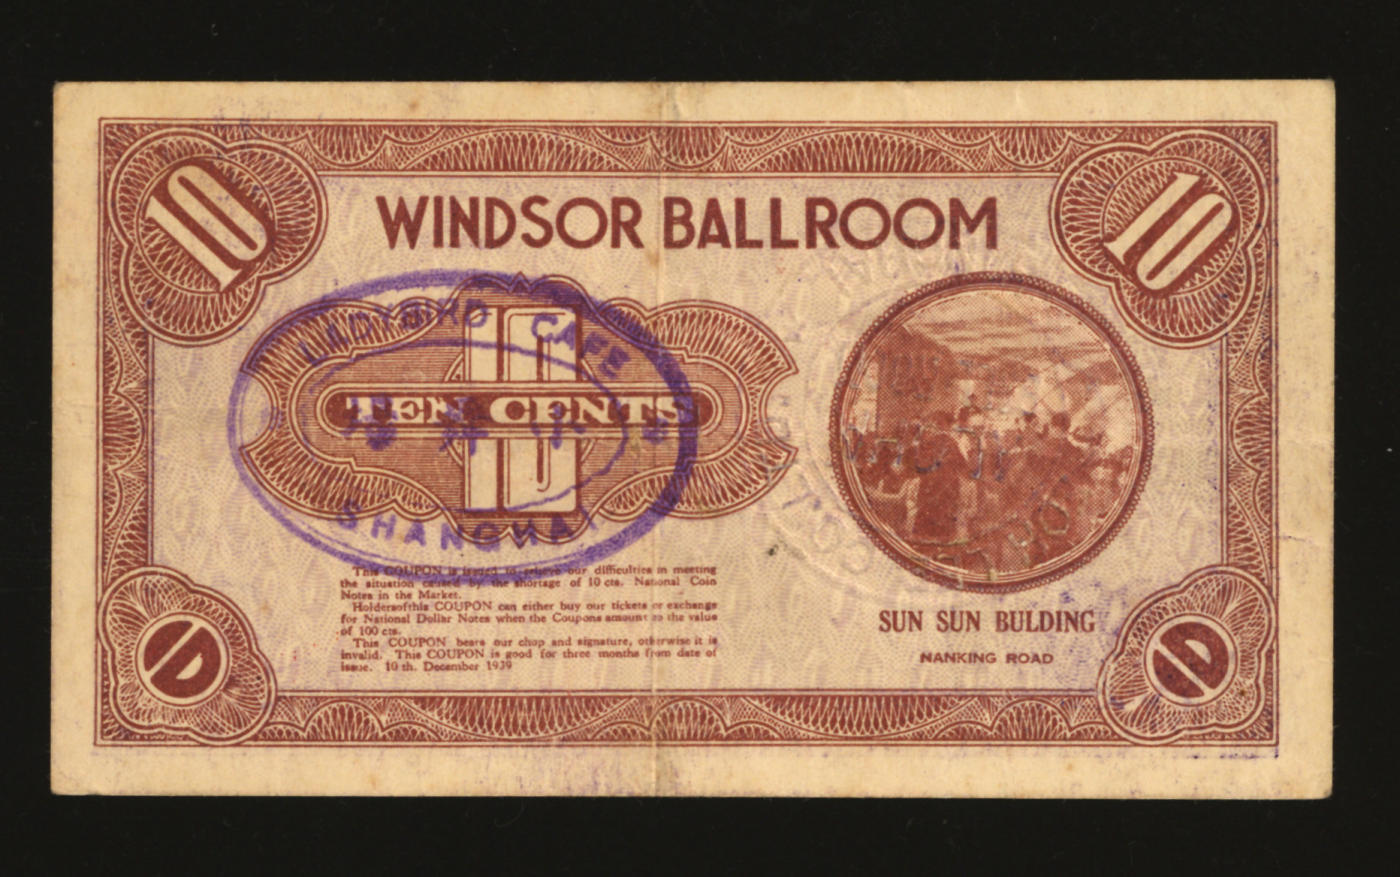 10
10
WINDSOR BALLROOM
LADYBIRD CAFE
10
TEN CENTS
SHANGHAI
This COUPON is issued to relieve our difficulties in meeting
the situation caused by the shortage of 10 cts. National Coin
Notes in the Market.
Holdersofthis COUPON can either buy our tickets or exchange
for National Dollar Notes when the Coupons amount to the value
of 100 cts.
This COUPON bears our chop and signature, otherwise it is
invalid. This COUPON is good for three months from date of
issue. 10 th. December 1939
SUN SUN BULDING
NANKING ROAD